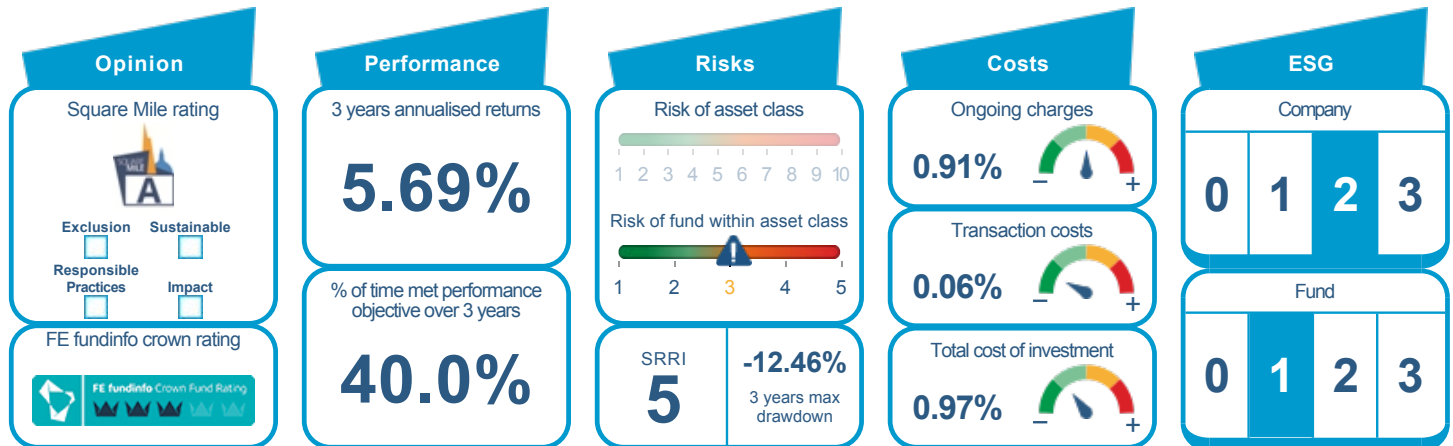 Opinion
Square Mile rating
SQUARE
MILE
A
Exclusion
Sustainable
Responsible
Practices
Impact
FE fundinfo crown rating
FE fundinfo Crown Fund Rating
Performance
3 years annualised returns
5.69%
% of time met performance
objective over 3 years
40.0%
Risks
Risk of asset class
1 2 3 4 5 6 7 8 9 10
Risk of fund within asset class
!
1 2 3 4 5
SRRI
5
-12.46%
3 years max
drawdown
Costs
Ongoing charges
0.91%
– +
Transaction costs
0.06%
– +
Total cost of investment
0.97%
– +
ESG
Company
0 1 2 3
Fund
0 1 2 3